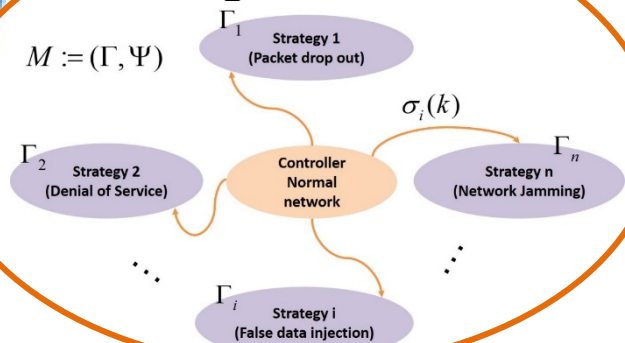 Γ₁
Strategy 1
(Packet drop out)
M := (Γ, Ψ)
σᵢ(k)
Γ₂
Strategy 2
(Denial of Service)
Controller
Normal
network
Γₙ
Strategy n
(Network Jamming)
...
...
Γᵢ
Strategy i
(False data injection)